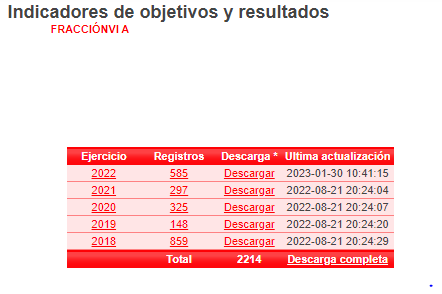 Indicadores de objetivos y resultados
FRACCIÓNVI A
Ejercicio Registros Descarga * Ultima actualización
2022 585 Descargar 2023-01-30 10:41:15
2021 297 Descargar 2022-08-21 20:24:04
2020 325 Descargar 2022-08-21 20:24:07
2019 148 Descargar 2022-08-21 20:24:20
2018 859 Descargar 2022-08-21 20:24:29
Total 2214 Descarga completa